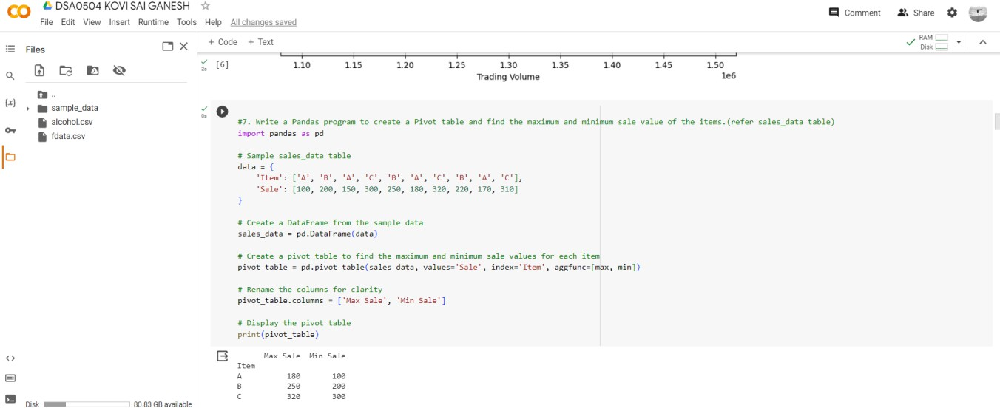 DSA0504 KOVI SAI GANESH
File Edit View Insert Runtime Tools Help All changes saved
Comment Share
Files
+ Code + Text
RAM
Disk
..
sample_data
alcohol.csv
fdata.csv
{x}
2s [6]
1.10 1.15 1.20 1.25 1.30 1.35 1.40 1.45 1.50
Trading Volume 1e6
0s
#7. Write a Pandas program to create a Pivot table and find the maximum and minimum sale value of the items.(refer sales_data table)
import pandas as pd
# Sample sales_data table
data = {
    'Item': ['A', 'B', 'A', 'C', 'B', 'A', 'C', 'B', 'A', 'C'],
    'Sale': [100, 200, 150, 300, 250, 180, 320, 220, 170, 310]
}
# Create a DataFrame from the sample data
sales_data = pd.DataFrame(data)
# Create a pivot table to find the maximum and minimum sale values for each item
pivot_table = pd.pivot_table(sales_data, values='Sale', index='Item', aggfunc=[max, min])
# Rename the columns for clarity
pivot_table.columns = ['Max Sale', 'Min Sale']
# Display the pivot table
print(pivot_table)
Max Sale Min Sale
Item
A 180 100
B 250 200
C 320 300
Disk 80.83 GB available